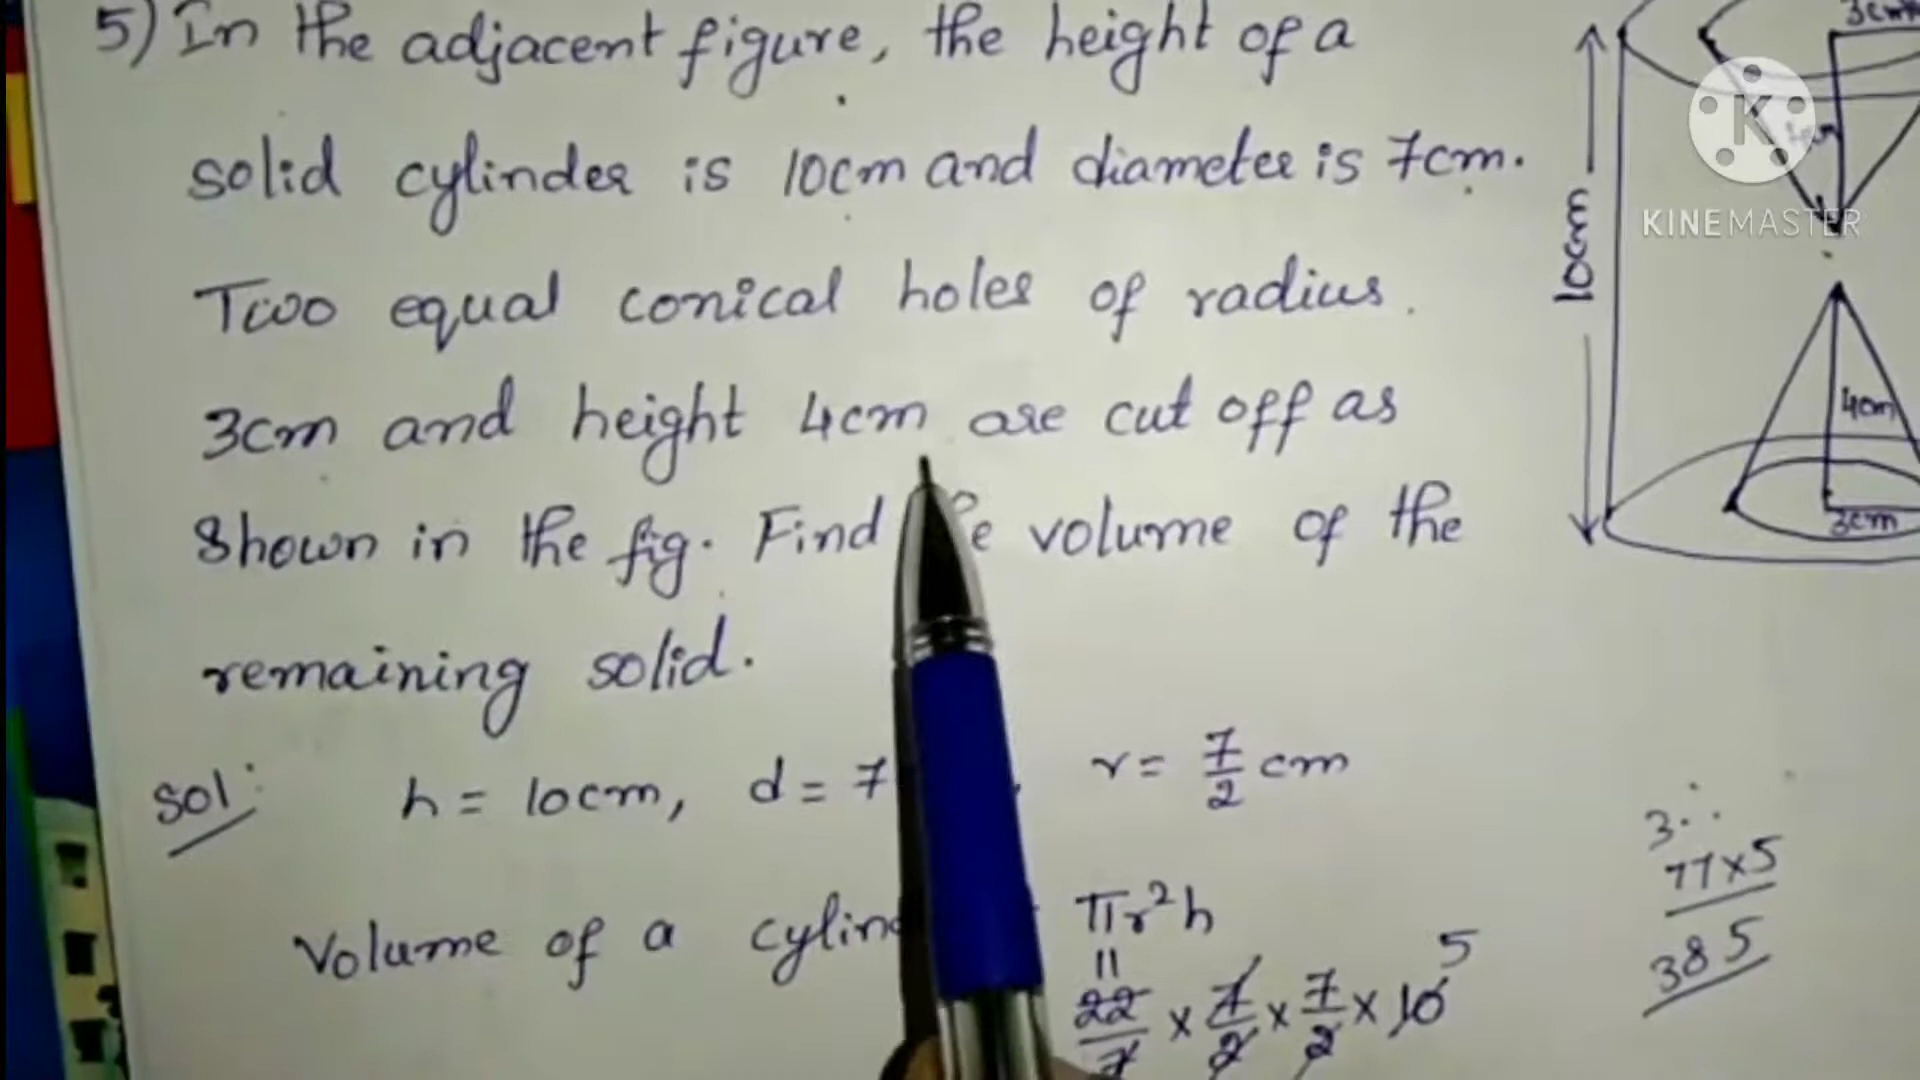 5) In the adjacent figure, the height of a
solid cylinder is 10cm and diameter is 7cm.
Two equal conical holes of radius
3cm and height 4cm are cut off as
shown in the fig. Find volume of the
remaining solid.
Sol: h = 10cm, d = 7 r = 7/2 cm
Volume of a πr²h
=
22/7 × 7/2 × 7/2 × 10 5
3
77×5
385
3cm
10cm
4cm
3cm
K
KINEMASTER